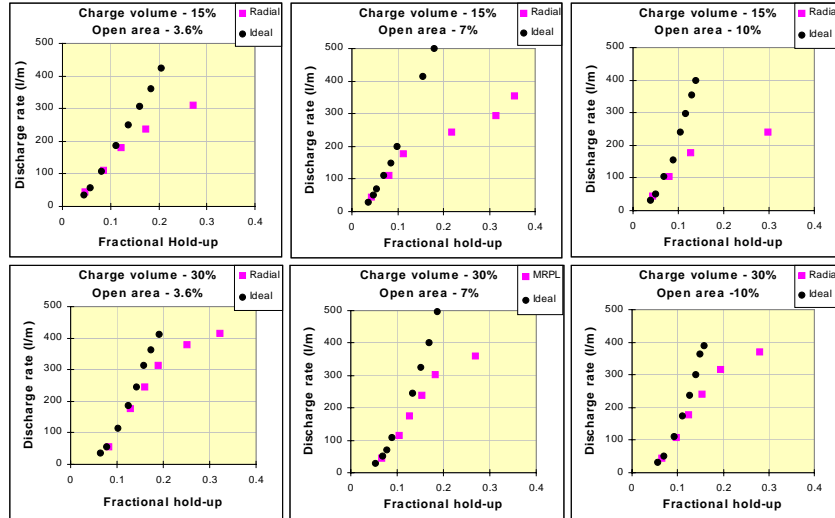 Charge volume - 15%
Open area - 3.6%
Radial
Ideal
Discharge rate (l/m)
500
400
300
200
100
0
0 0.1 0.2 0.3 0.4
Fractional Hold-up
Charge volume - 15%
Open area - 7%
Radial
Ideal
Discharge rate (l/m)
500
400
300
200
100
0
0 0.1 0.2 0.3 0.4
Fractional hold-up
Charge volume - 15%
Open area - 10%
Radial
Ideal
Discharge rate (l/m)
500
400
300
200
100
0
0 0.1 0.2 0.3 0.4
Fractional hold-up
Charge volume - 30%
Open area - 3.6%
Radial
Ideal
Discharge rate (l/m)
500
400
300
200
100
0
0 0.1 0.2 0.3 0.4
Fractional hold-up
Charge volume - 30%
Open area - 7%
MRPL
Ideal
Discharge rate (l/m)
500
400
300
200
100
0
0 0.1 0.2 0.3 0.4
Fractional hold-up
Charge volume - 30%
Open area -10%
Radial
Ideal
Discharge rate (l/m)
500
400
300
200
100
0
0 0.1 0.2 0.3 0.4
Fractional hold-up